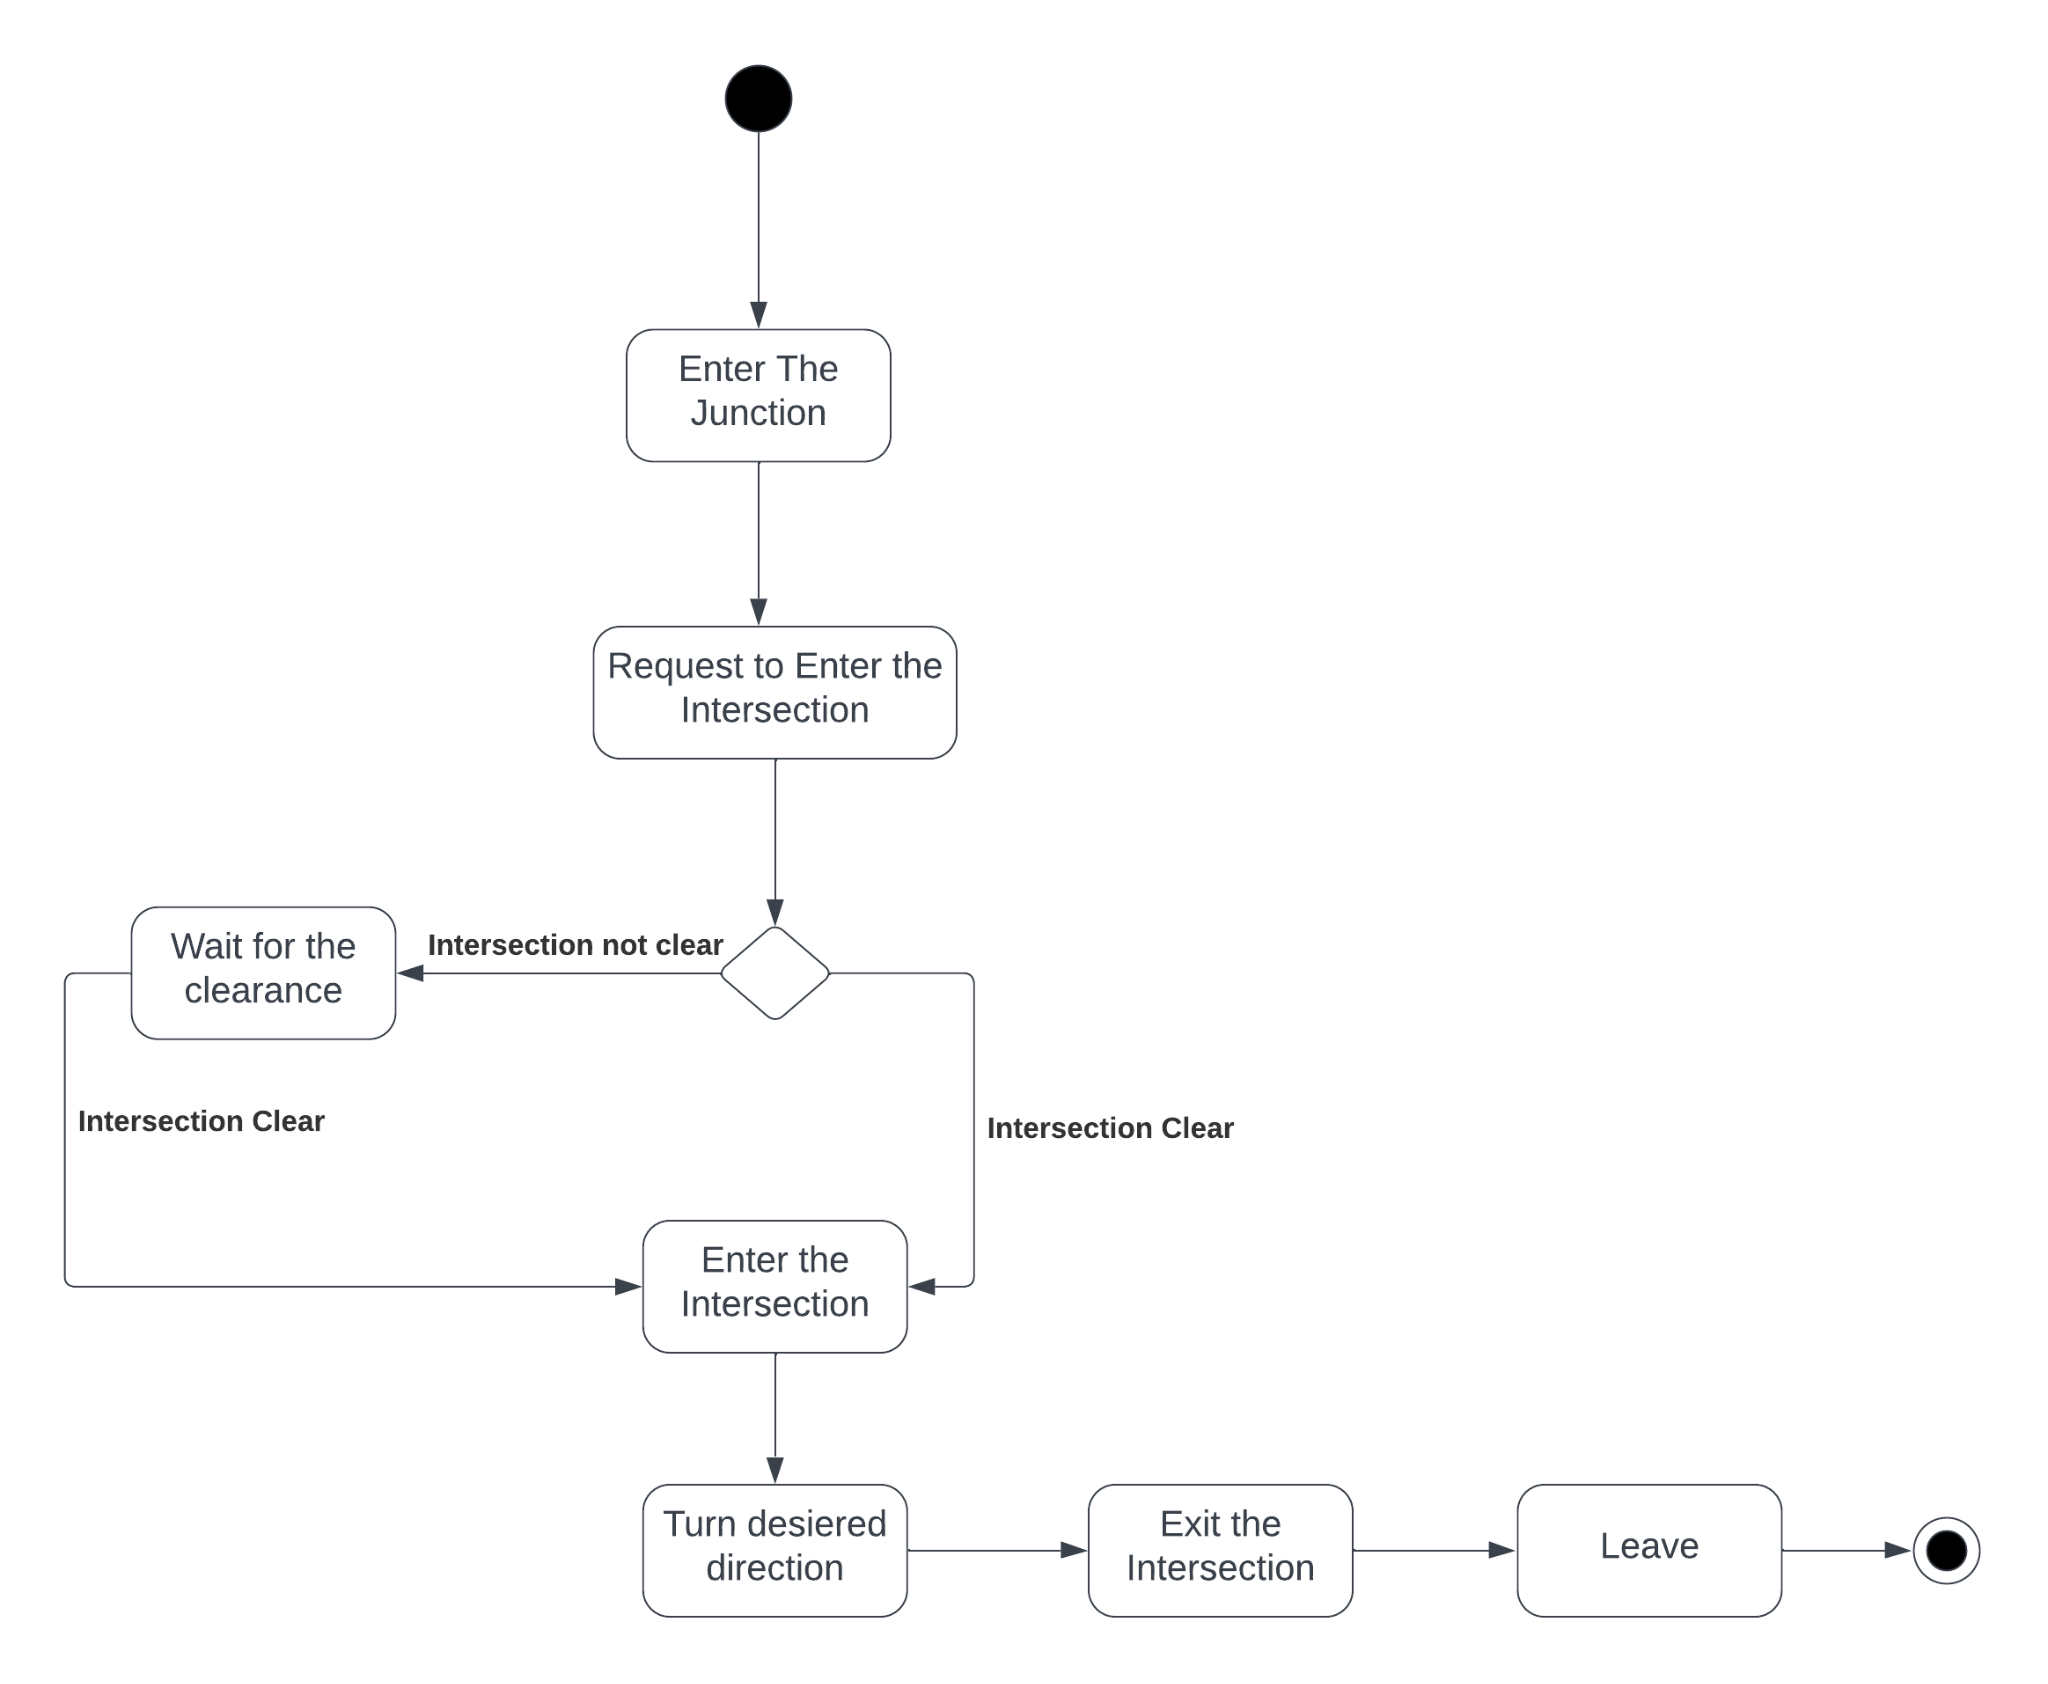 Enter The
Junction
Request to Enter the
Intersection
Intersection not clear
Wait for the
clearance
Intersection Clear
Intersection Clear
Enter the
Intersection
Turn desiered
direction
Exit the
Intersection
Leave